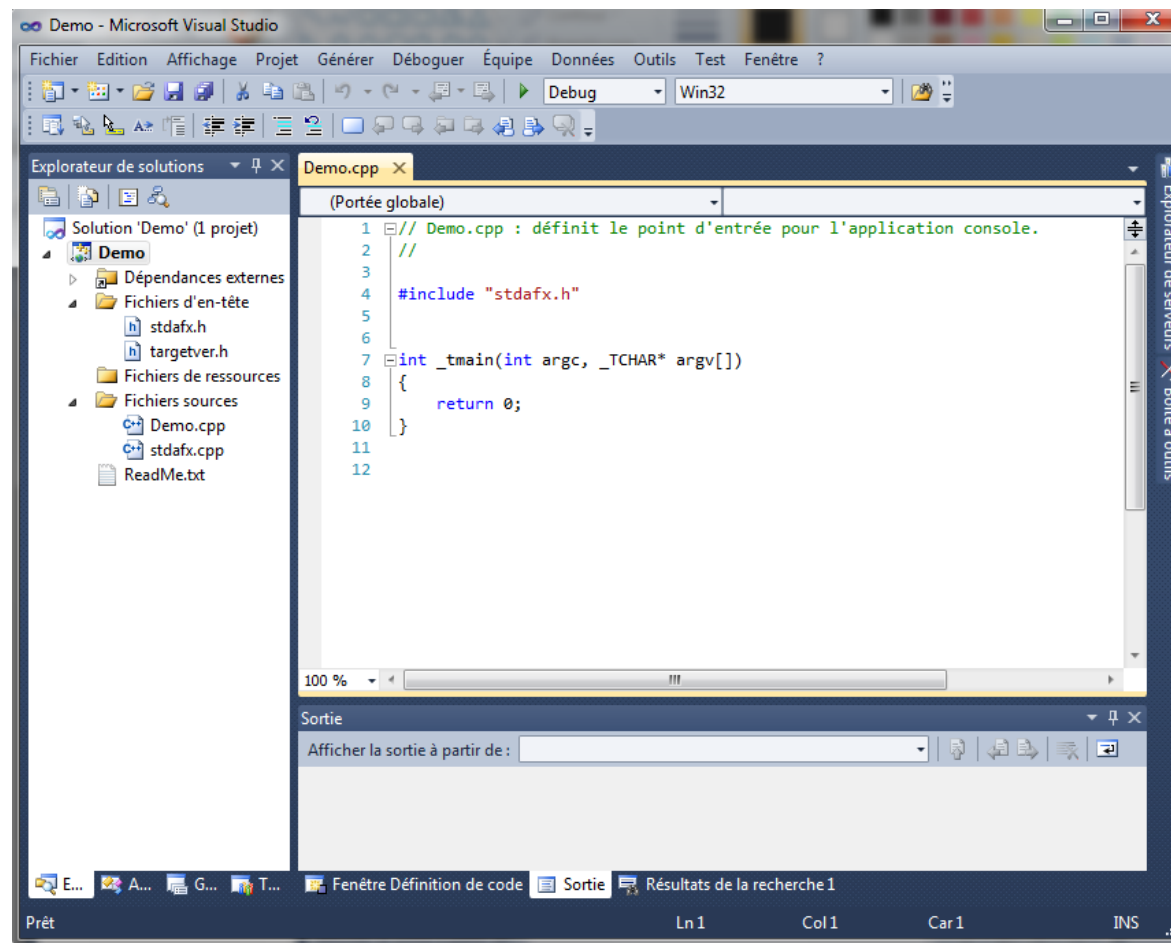 Demo - Microsoft Visual Studio
Fichier Edition Affichage Projet Générer Déboguer Équipe Données Outils Test Fenêtre ?
Debug Win32
Explorateur de solutions
Solution 'Demo' (1 projet)
Demo
Dépendances externes
Fichiers d'en-tête
stdafx.h
targetver.h
Fichiers de ressources
Fichiers sources
Demo.cpp
stdafx.cpp
ReadMe.txt
Demo.cpp
(Portée globale)
1 // Demo.cpp : définit le point d'entrée pour l'application console.
2 //
3
4 #include "stdafx.h"
5
6
7 int _tmain(int argc, _TCHAR* argv[])
8 {
9 return 0;
10 }
11
12
100 %
Sortie
Afficher la sortie à partir de :
E... A... G... T...
Fenêtre Définition de code Sortie Résultats de la recherche 1
Prêt Ln 1 Col 1 Car 1 INS
Explorateur de serveurs
Boîte à outils